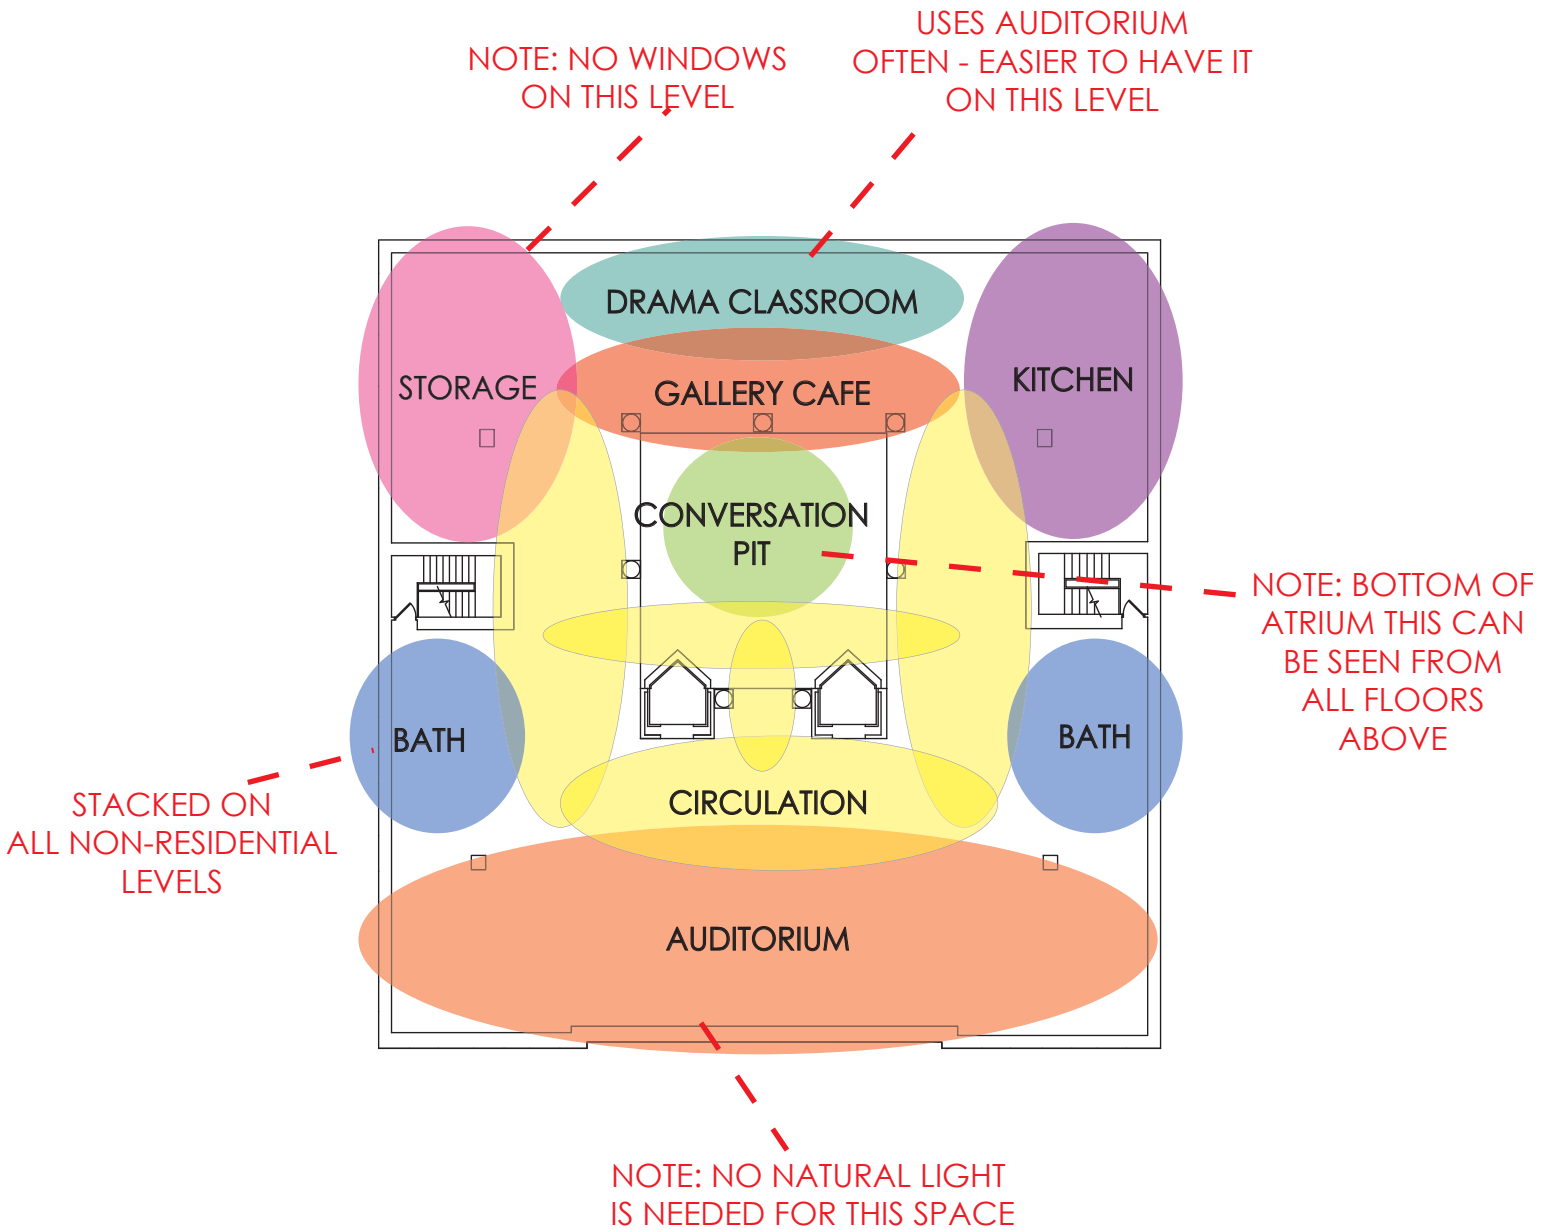 USES AUDITORIUM
OFTEN - EASIER TO HAVE IT
ON THIS LEVEL
NOTE: NO WINDOWS
ON THIS LEVEL
DRAMA CLASSROOM
STORAGE
GALLERY CAFE
KITCHEN
CONVERSATION
PIT
NOTE: BOTTOM OF
ATRIUM THIS CAN
BE SEEN FROM
ALL FLOORS
ABOVE
BATH
BATH
STACKED ON
ALL NON-RESIDENTIAL
LEVELS
CIRCULATION
AUDITORIUM
NOTE: NO NATURAL LIGHT
IS NEEDED FOR THIS SPACE